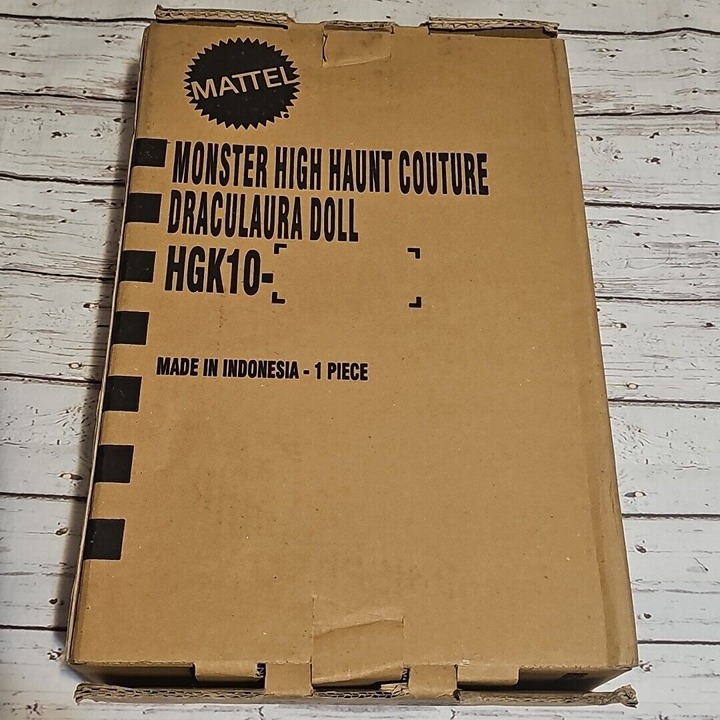 MATTEL
MONSTER HIGH HAUNT COUTURE
DRACULAURA DOLL
HGK10-
MADE IN INDONESIA - 1 PIECE